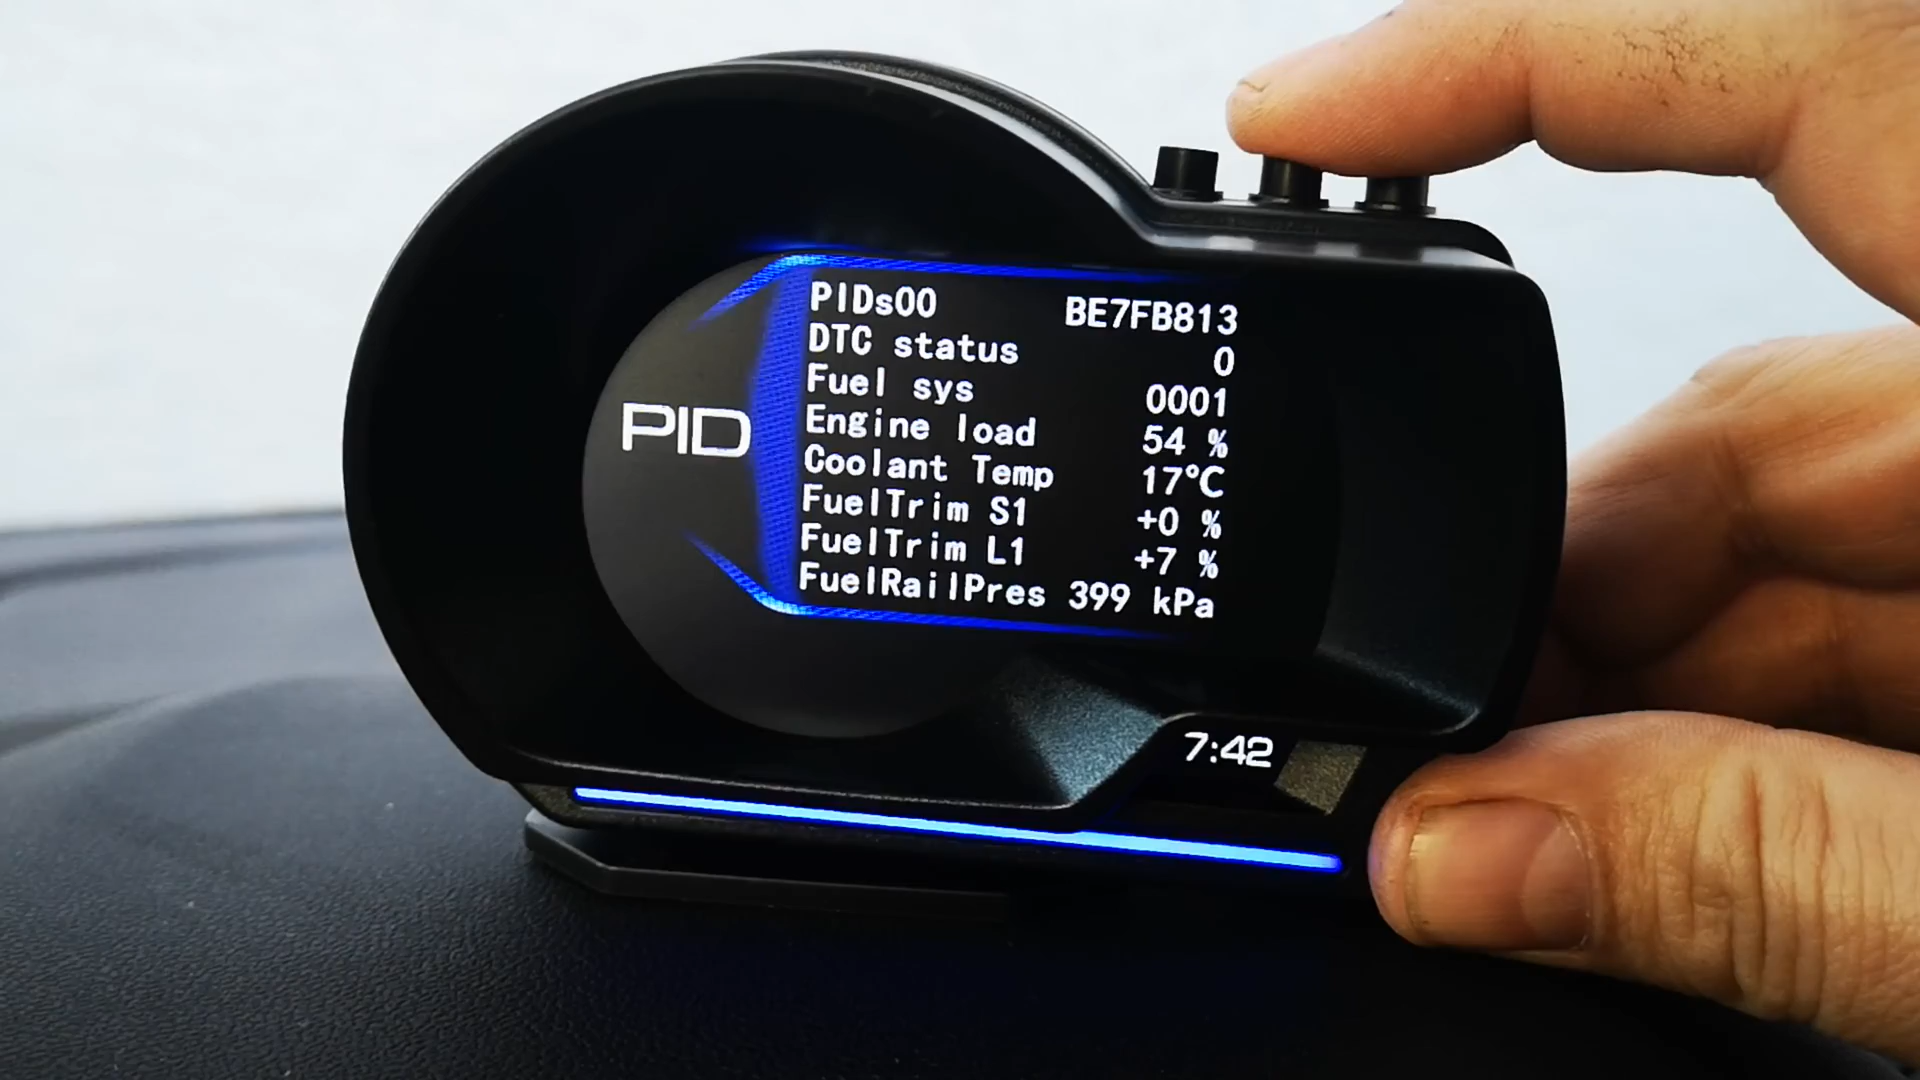 PID
PIDs00 BE7FB813
DTC status 0
Fuel sys 0001
Engine load 54 %
Coolant Temp 17°C
FuelTrim S1 +0 %
FuelTrim L1 +7 %
FuelRailPres 399 kPa
7:42